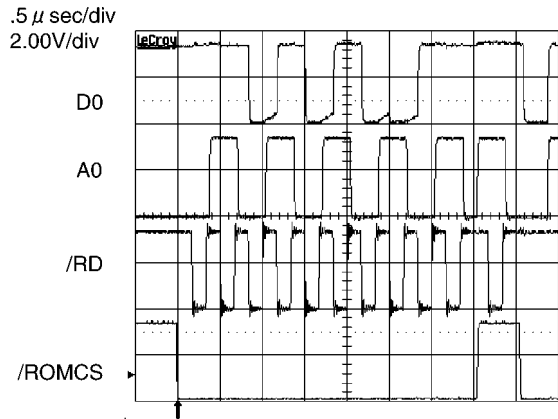 .5 μ sec/div
2.00V/div
LeCroy
D0
A0
/RD
/ROMCS